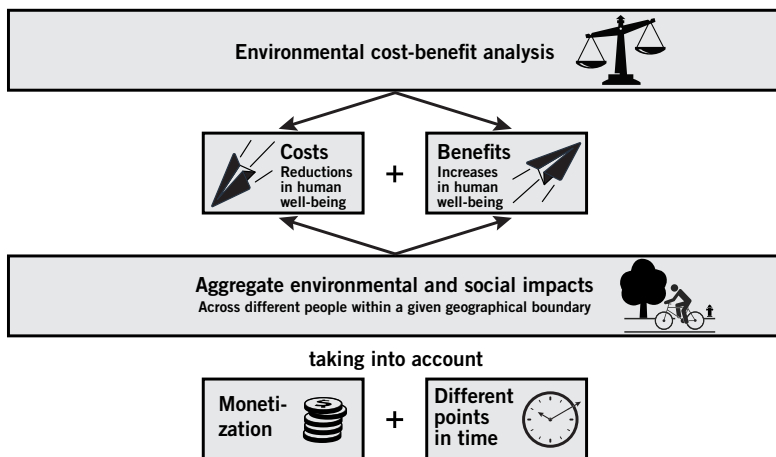 Environmental cost-benefit analysis
Costs
Reductions
in human
well-being
+
Benefits
Increases
in human
well-being
Aggregate environmental and social impacts
Across different people within a given geographical boundary
taking into account
Moneti-
zation
$
+
Different
points
in time